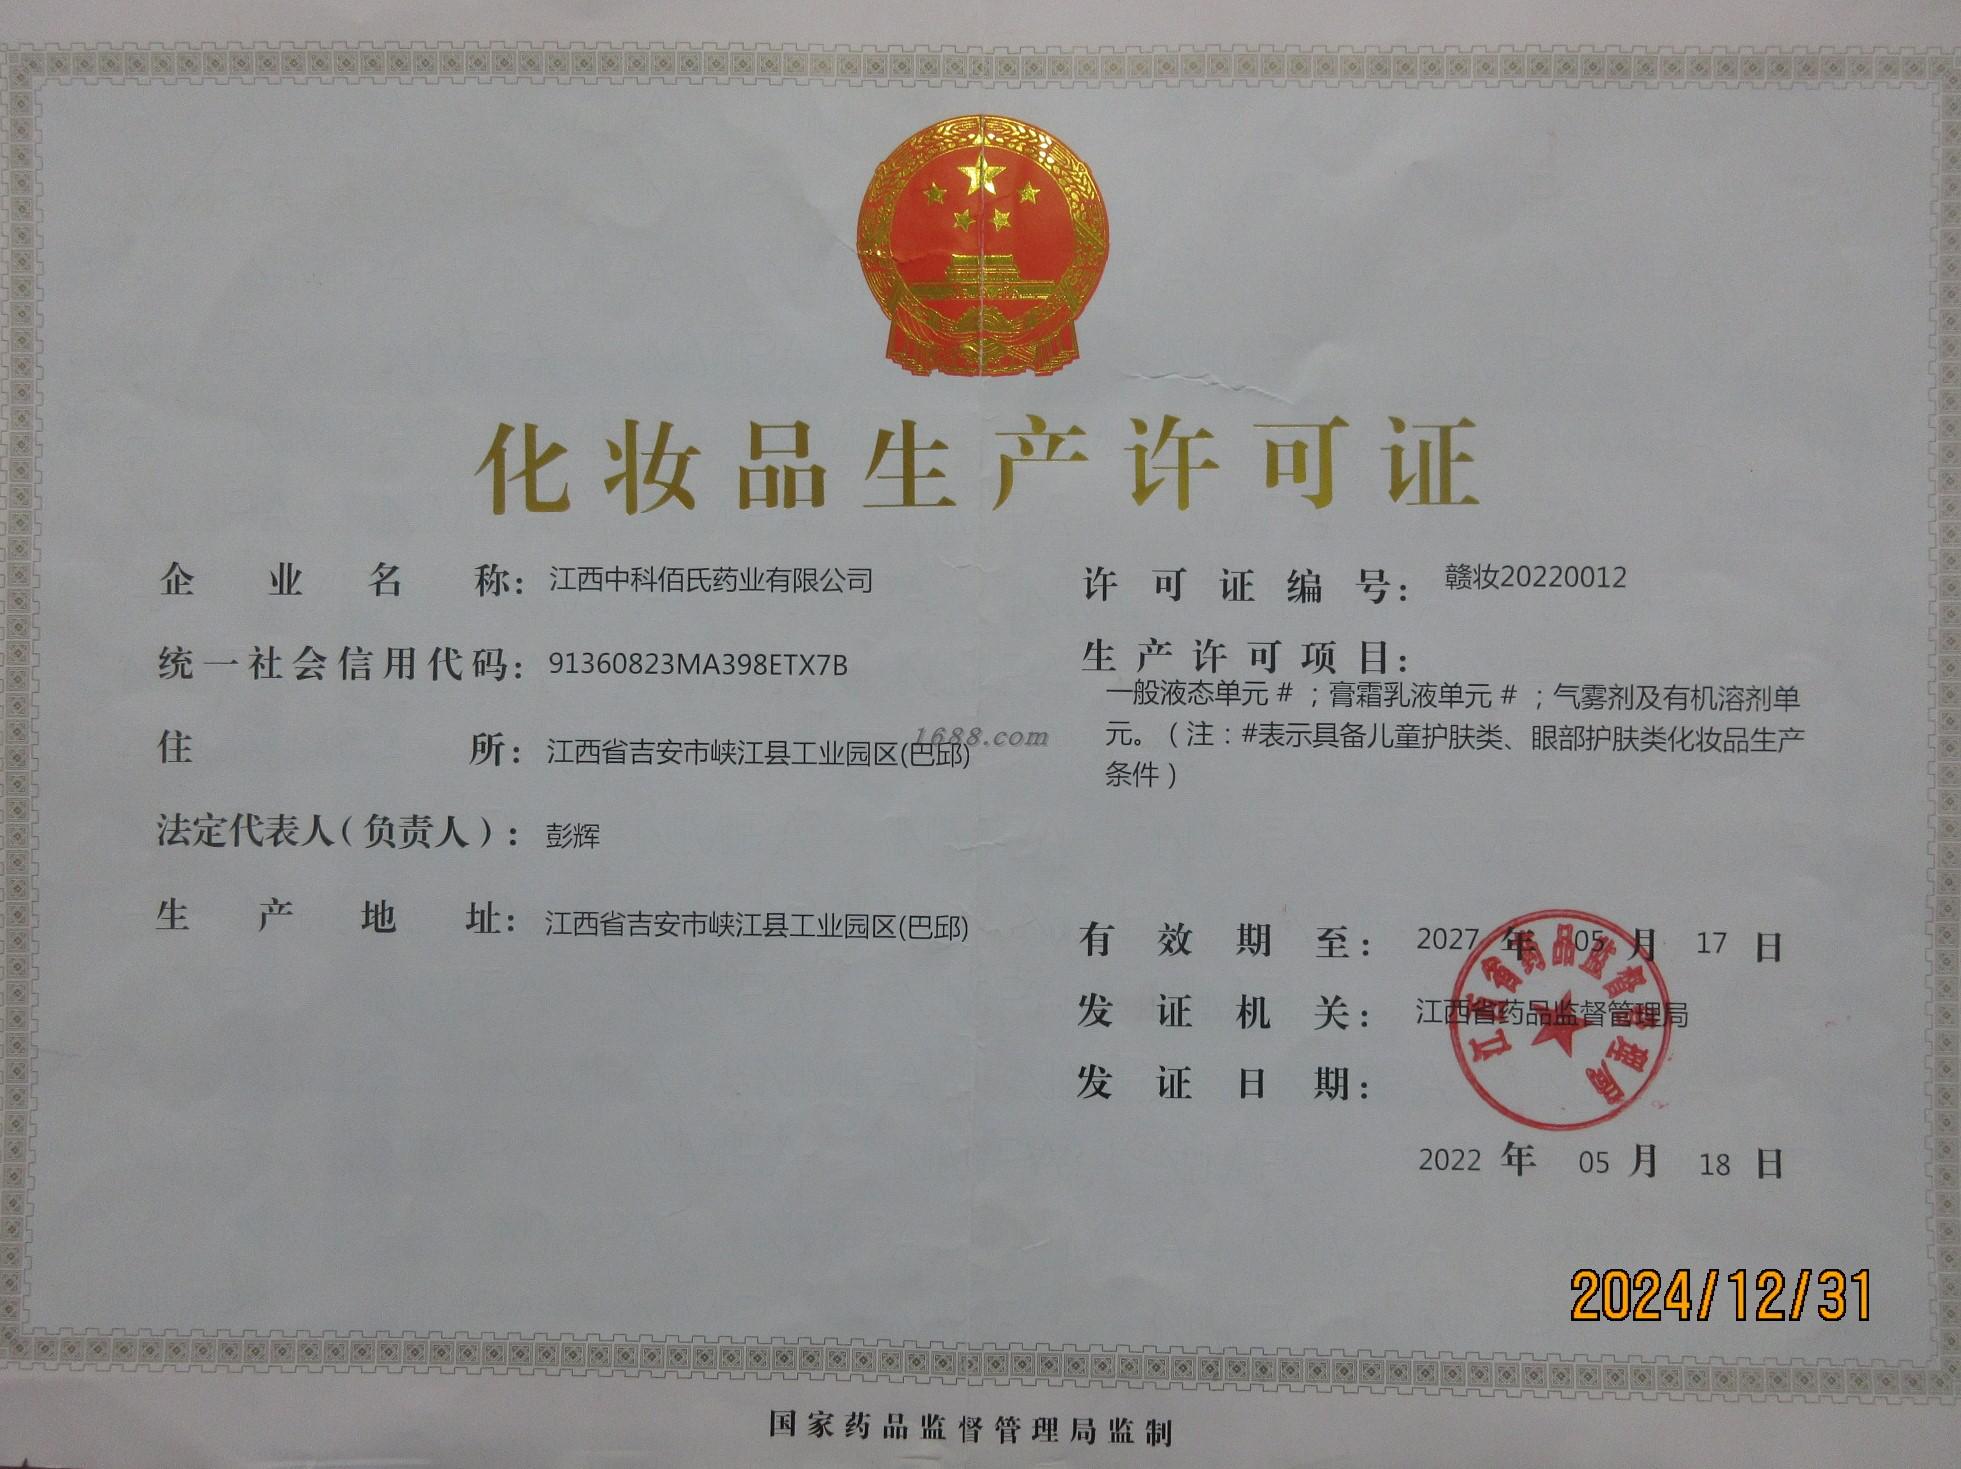 化妆品生产许可证
企业名称：江西中科佰氏药业有限公司
统一社会信用代码：91360823MA398ETX7B
住所：江西省吉安市峡江县工业园区(巴邱)
法定代表人（负责人）：彭辉
生产地址：江西省吉安市峡江县工业园区(巴邱)
许可证编号：赣妆20220012
生产许可项目：
一般液态单元＃；膏霜乳液单元＃；气雾剂及有机溶剂单
元。（注：#表示具备儿童护肤类、眼部护肤类化妆品生产
条件）
有效期至：2027年05月17日
发证机关：江西省药品监督管理局
发证日期：
2022年05月18日
江西省药品监督管理局
1688.com
2024/12/31
国家药品监督管理局监制